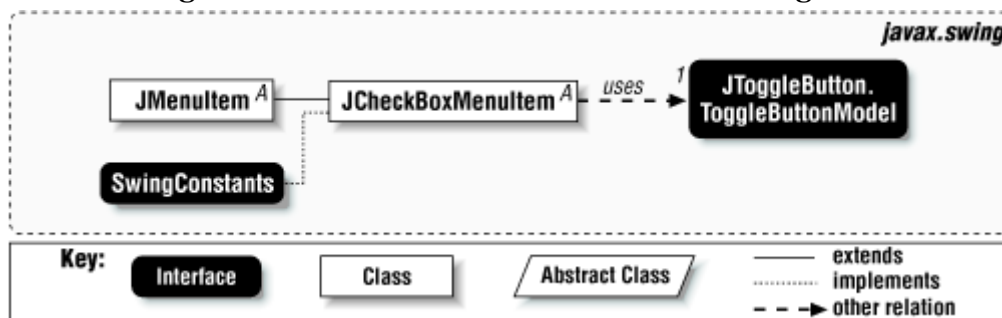 javax.swing
JMenuItem A
JCheckBoxMenuItem A
uses
1
JToggleButton.
ToggleButtonModel
SwingConstants
Key:
Interface
Class
Abstract Class
extends
implements
other relation